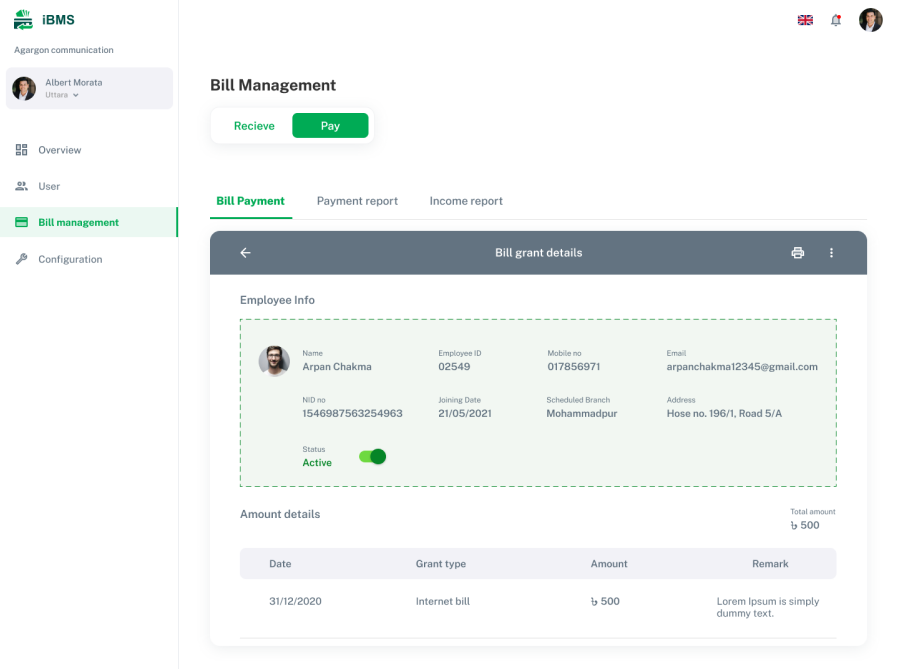 iBMS
Agargon communication
Albert Morata
Uttara
Overview
User
Bill management
Configuration
Bill Management
Recieve
Pay
Bill Payment
Payment report
Income report
Bill grant details
Employee Info
Name
Arpan Chakma
Employee ID
02549
Mobile no
017856971
Email
arpanchakma12345@gmail.com
NID no
1546987563254963
Joining Date
21/05/2021
Scheduled Branch
Mohammadpur
Address
Hose no. 196/1, Road 5/A
Status
Active
Amount details
Total amount
৳ 500
Date Grant type Amount Remark
31/12/2020 Internet bill ৳ 500 Lorem Ipsum is simply
dummy text.